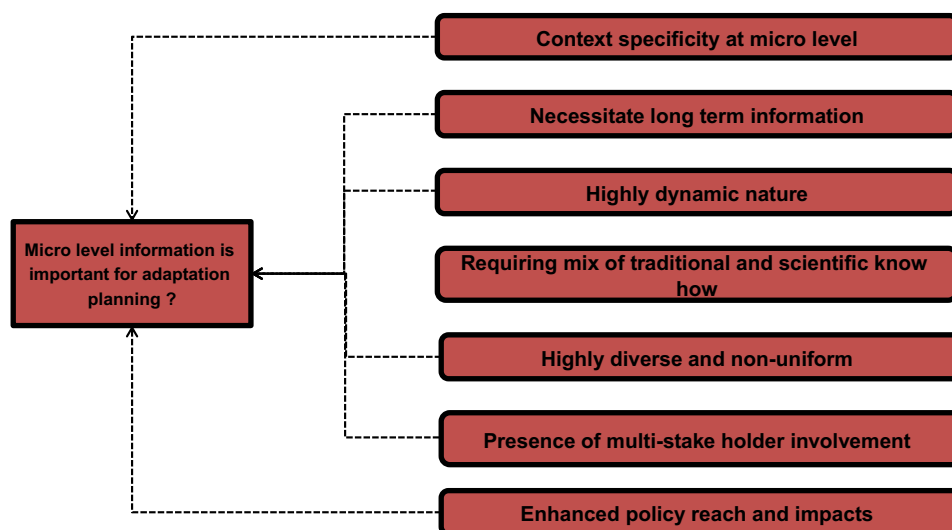 Context specificity at micro level
Necessitate long term information
Highly dynamic nature
Micro level information is
important for adaptation
planning ?
Requiring mix of traditional and scientific know
how
Highly diverse and non-uniform
Presence of multi-stake holder involvement
Enhanced policy reach and impacts